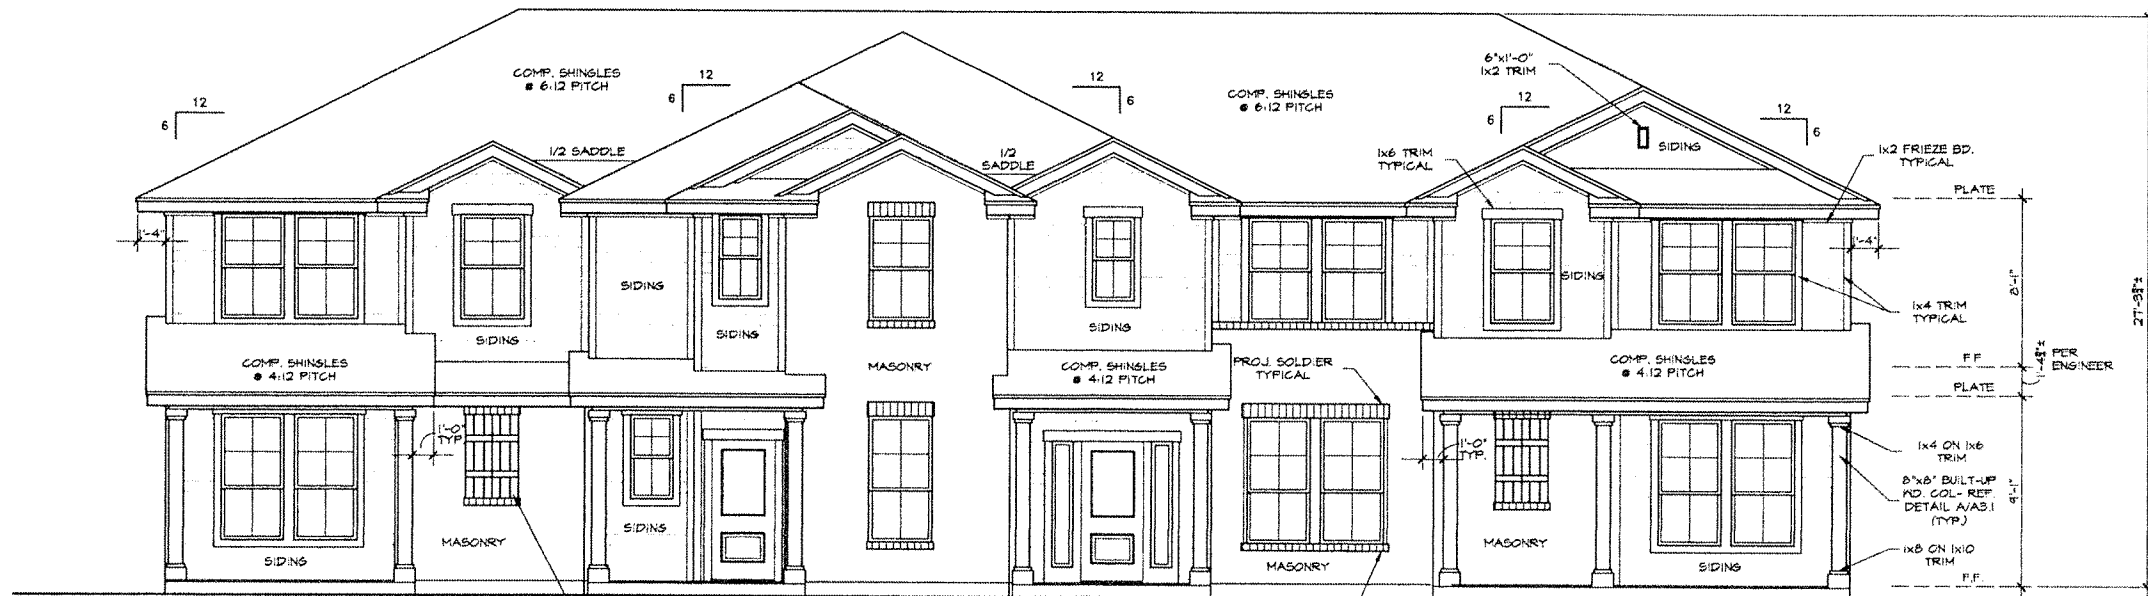 COMP. SHINGLES
@ 6:12 PITCH
12
6
12
6
12
6
COMP. SHINGLES
@ 6:12 PITCH
6"x1'-0"
1x2 TRIM
12
6
12
6
SIDING
1/2 SADDLE
1/2
SADDLE
1x6 TRIM
TYPICAL
1x2 FRIEZE BD.
TYPICAL
PLATE
1'-4"
1'-4"
SIDING
SIDING
SIDING
SIDING
SIDING
8'-1"
1x4 TRIM
TYPICAL
COMP. SHINGLES
@ 4:12 PITCH
MASONRY
COMP. SHINGLES
@ 4:12 PITCH
PROJ. SOLDIER
TYPICAL
COMP. SHINGLES
@ 4:12 PITCH
F.F.
PER
ENGINEER
PLATE
1'-0"
TYP.
1'-0"
TYP.
1x4 ON 1x6
TRIM
8"x8" BUILT-UP
WD. COL- REF.
DETAIL A/A3.1
(TYP.)
9'-1"
SIDING
MASONRY
SIDING
MASONRY
MASONRY
SIDING
1x8 ON 1x10
TRIM
F.F.